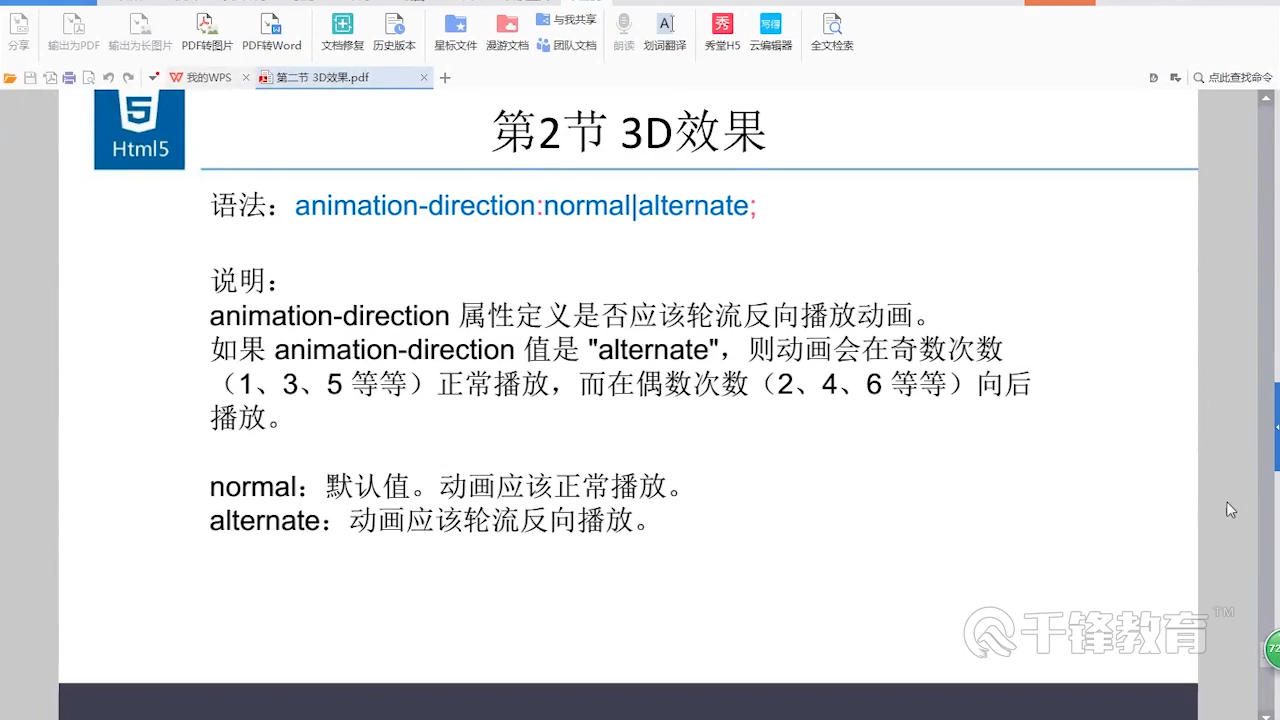 分享
输出为PDF
输出为长图片
PDF转图片
PDF转Word
文档修复
历史版本
星标文件
漫游文档
与我共享
团队文档
朗读
划词翻译
秀堂H5
云编辑器
全文检索
我的WPS
第二节 3D效果.pdf
点此查找命令
Html5
第2节 3D效果
语法：animation-direction:normal|alternate;
说明：
animation-direction 属性定义是否应该轮流反向播放动画。
如果 animation-direction 值是 "alternate"，则动画会在奇数次数
（1、3、5 等等）正常播放，而在偶数次数（2、4、6 等等）向后
播放。
normal：默认值。动画应该正常播放。
alternate：动画应该轮流反向播放。
千锋教育 TM
72